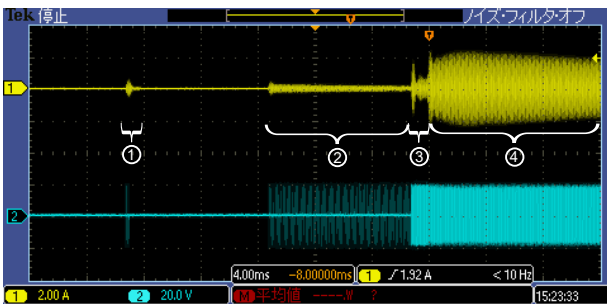 Tek 停止
ノイズ・フィルタ・オフ
T
T
1
① ② ③ ④
2
4.00ms -8.00000ms 1 ∫ 1.92 A < 10 Hz
1 2.00 A 2 20.0 V M 平均値 ----.V ? 15:23:33